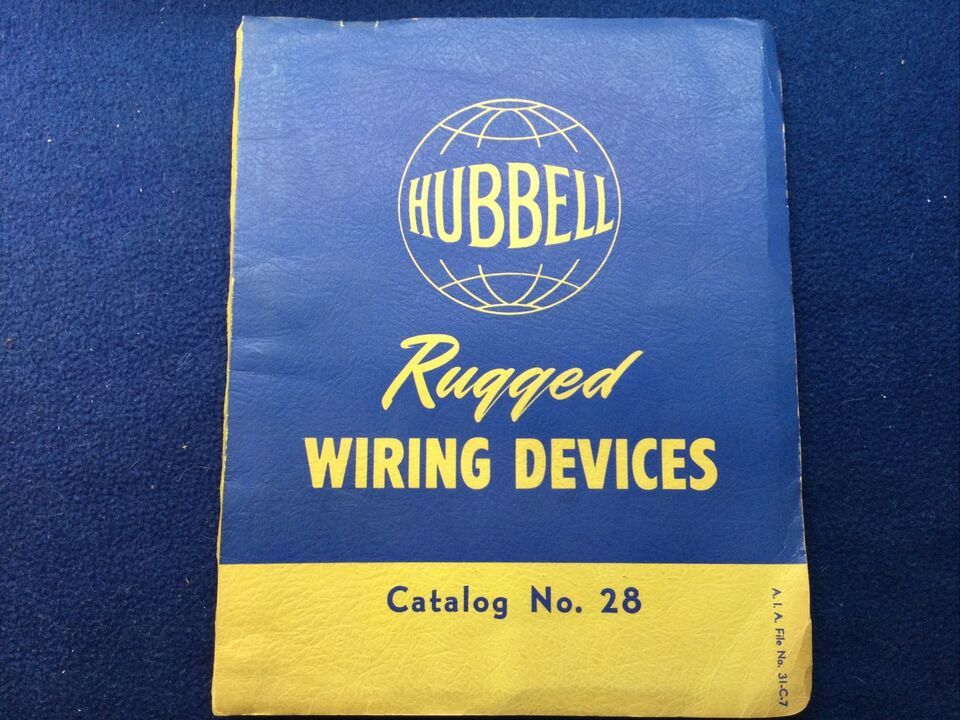 HUBBELL
Rugged
WIRING DEVICES
Catalog No. 28
A. I. A. File No. 31-C-7